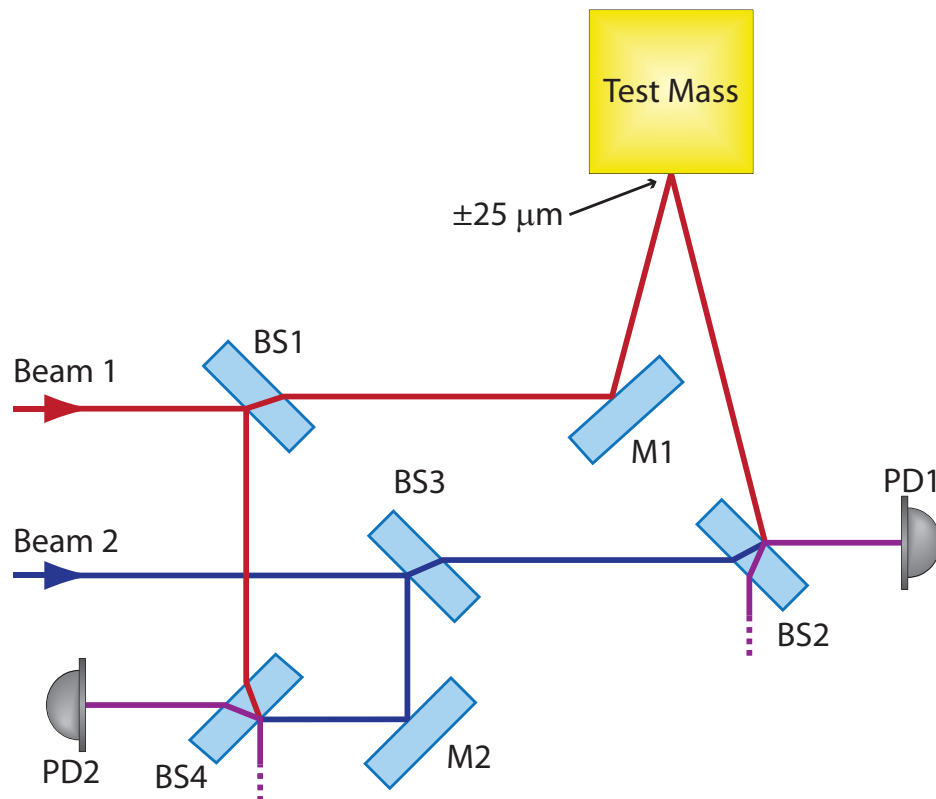 Test Mass
±25 μm
BS1
Beam 1
M1
BS3
PD1
Beam 2
BS2
PD2
BS4
M2